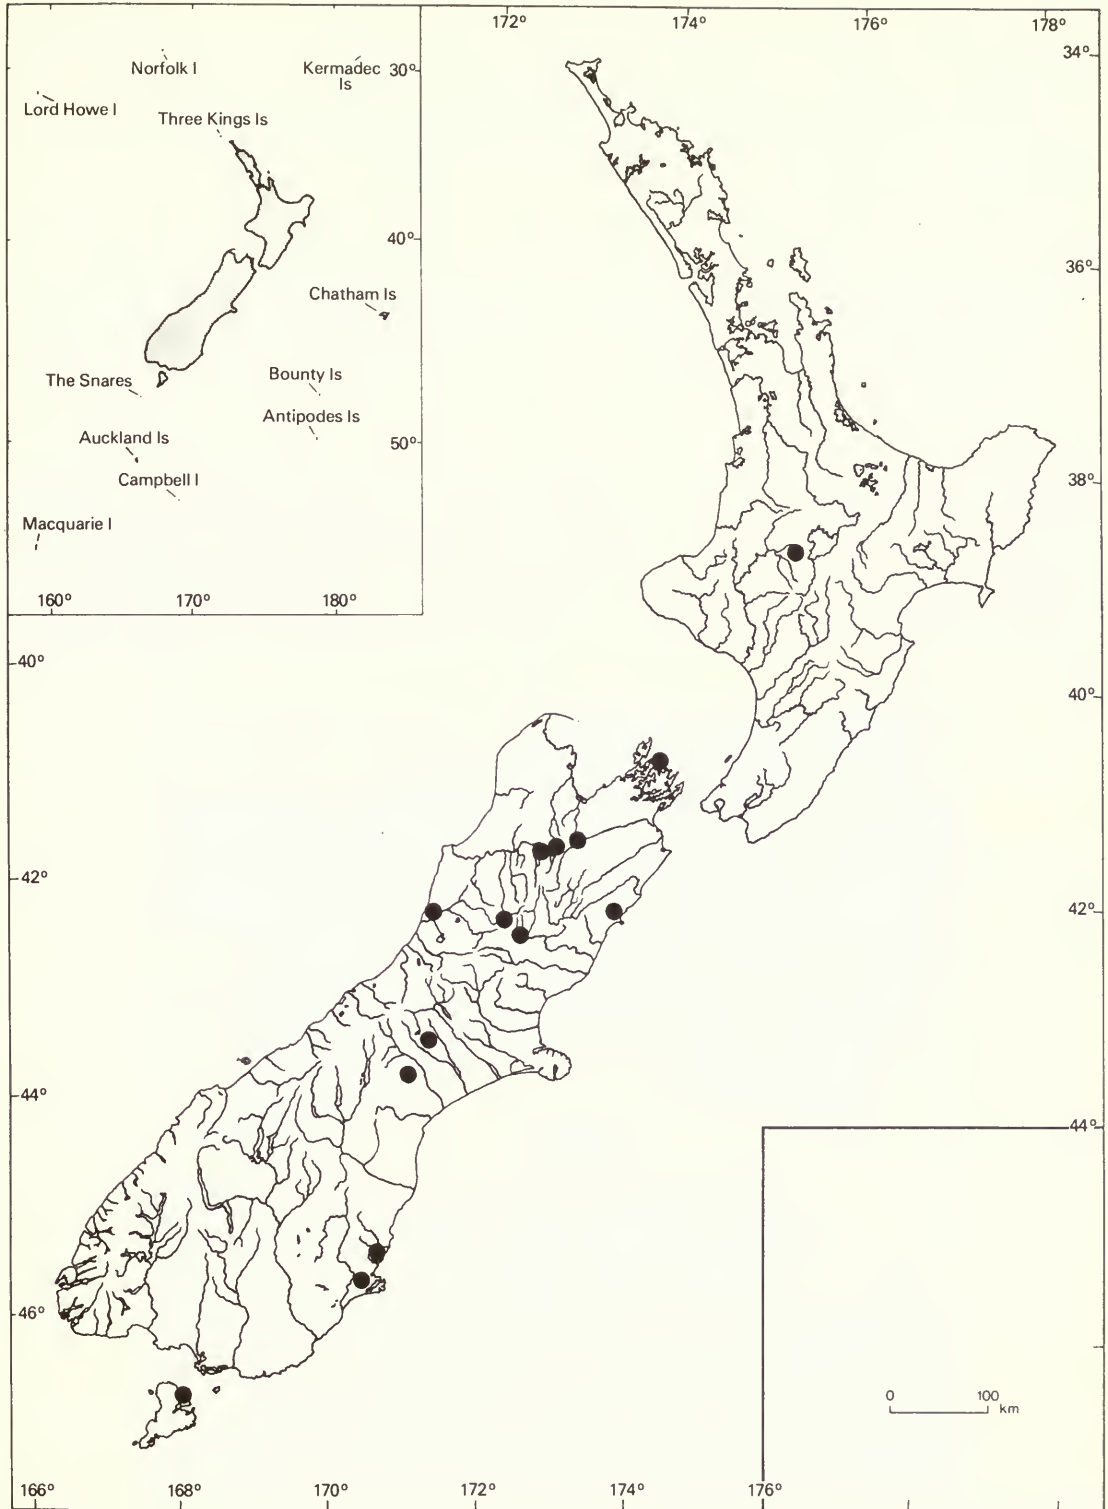 172° 174° 176° 178°
34°
Norfolk I
Kermadec
Is
30°
Lord Howe I
Three Kings Is
40°
36°
Chatham Is
The Snares
Bounty Is
Antipodes Is
Auckland Is
50°
Campbell I
38°
Macquarie I
160° 170° 180°
40°
40°
42°
42°
44°
44°
46°
0 100
km
166° 168° 170° 172° 174° 176°